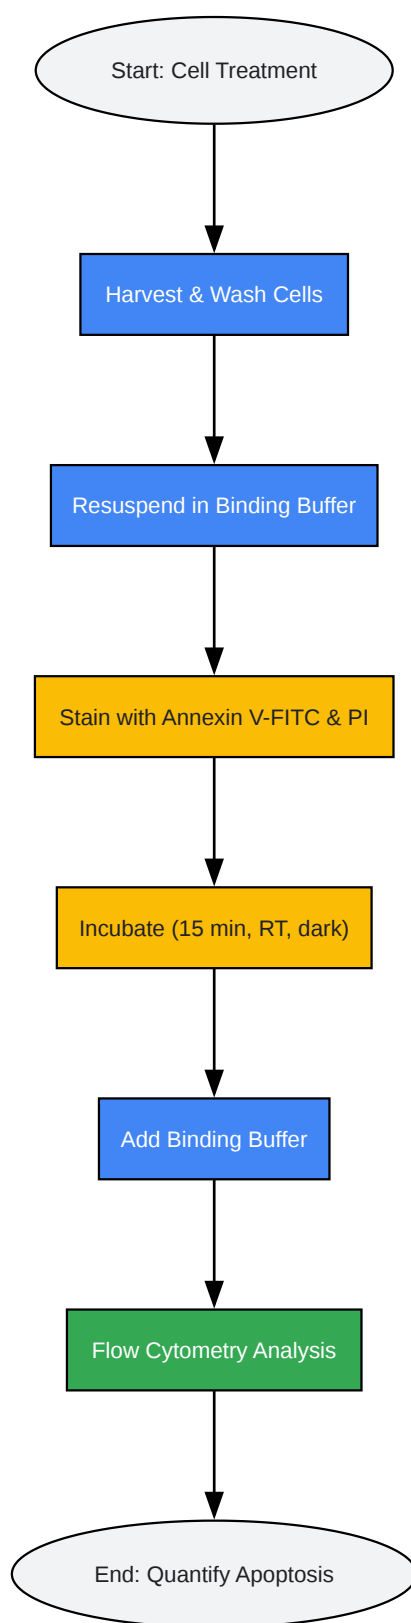 Start: Cell Treatment
Harvest & Wash Cells
Resuspend in Binding Buffer
Stain with Annexin V-FITC & PI
Incubate (15 min, RT, dark)
Add Binding Buffer
Flow Cytometry Analysis
End: Quantify Apoptosis